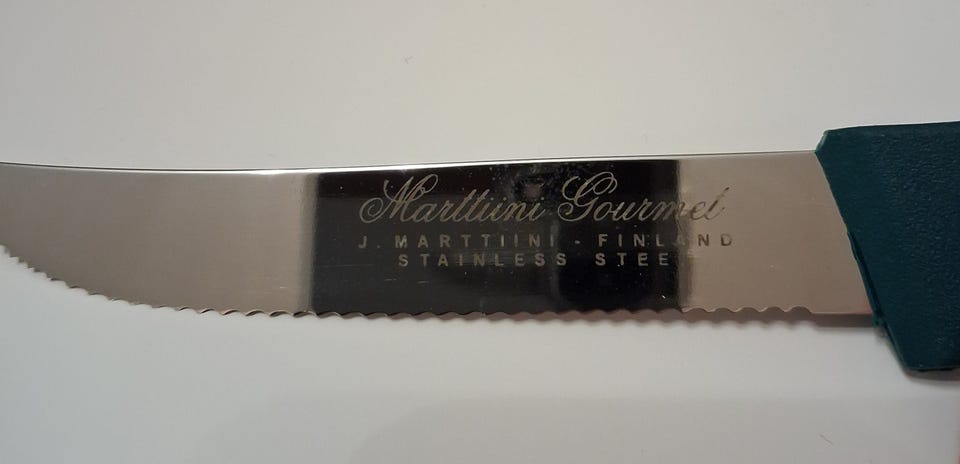 Marttiini Gourmet
J. MARTTIINI - FINLAND
STAINLESS STEEL